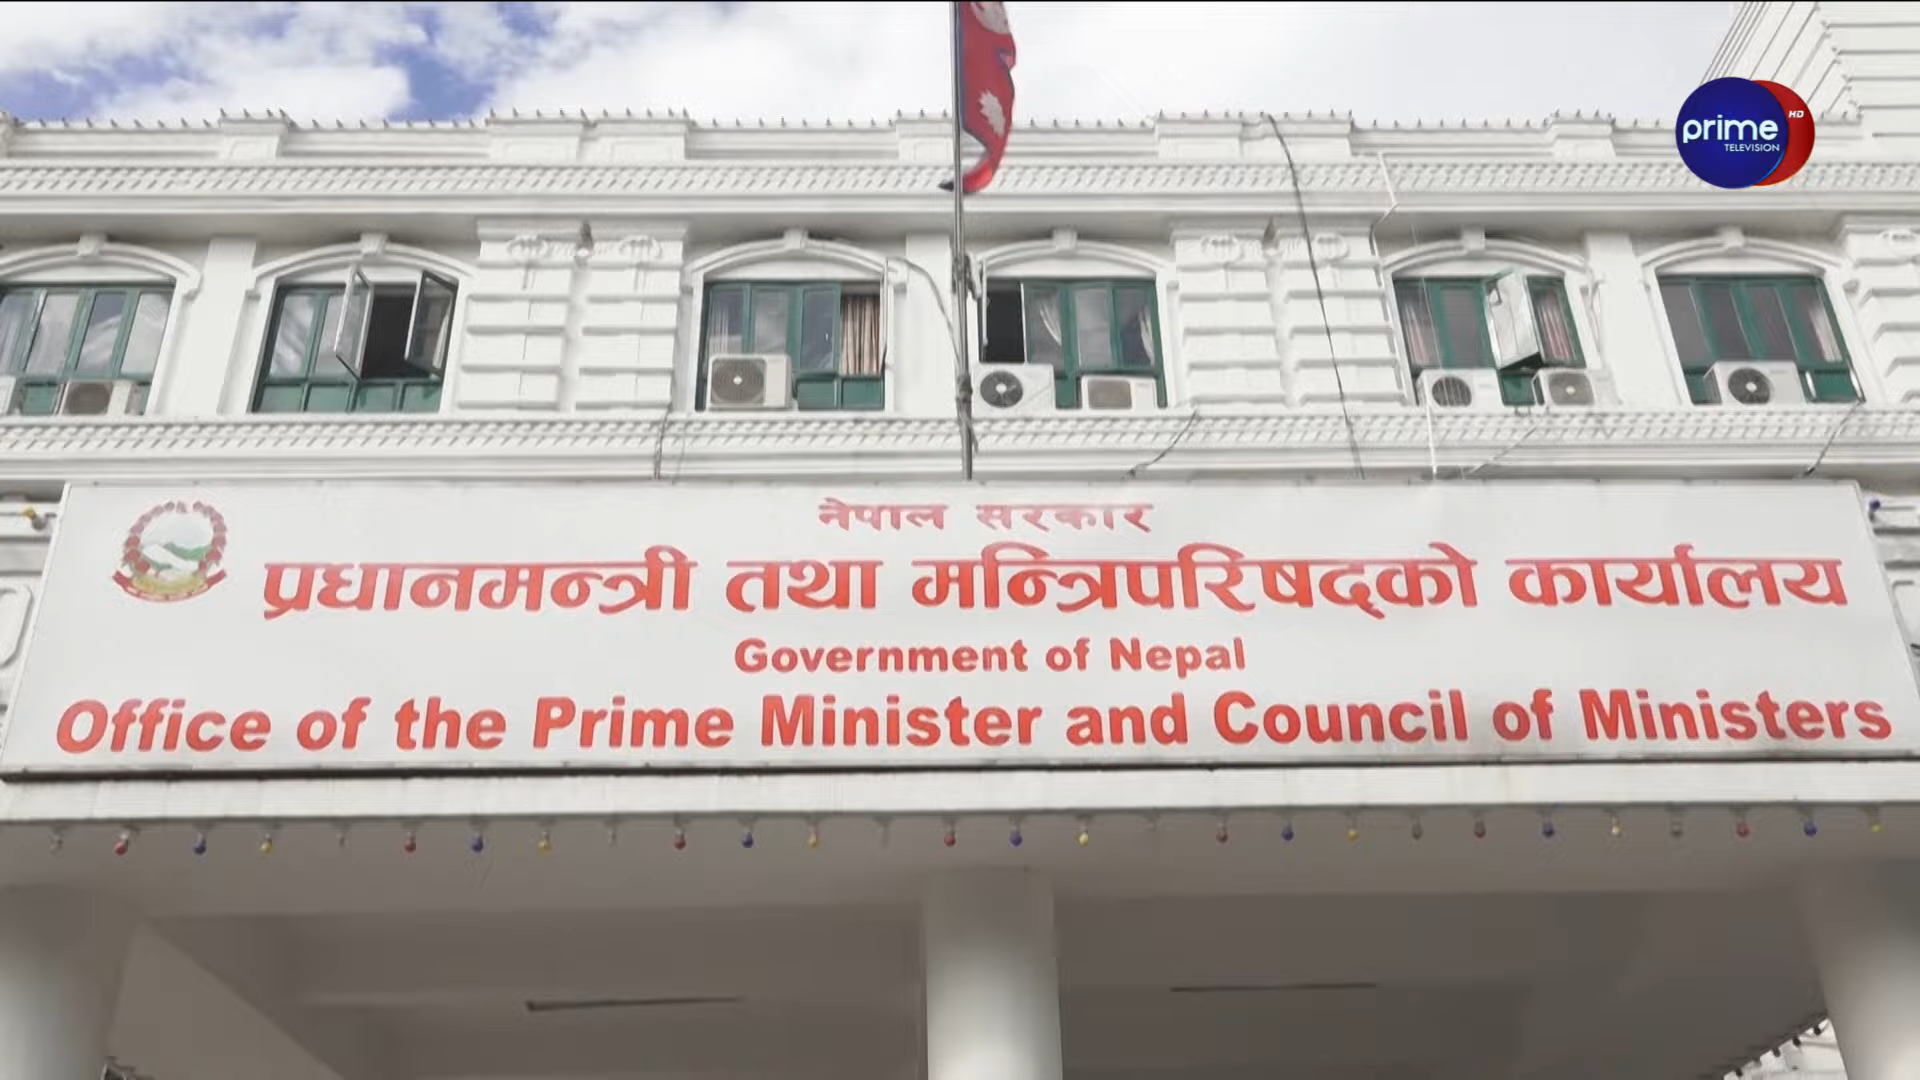 prime
HD
TELEVISION
नेपाल सरकार
प्रधानमन्त्री तथा मन्त्रिपरिषद्को कार्यालय
Government of Nepal
Office of the Prime Minister and Council of Ministers